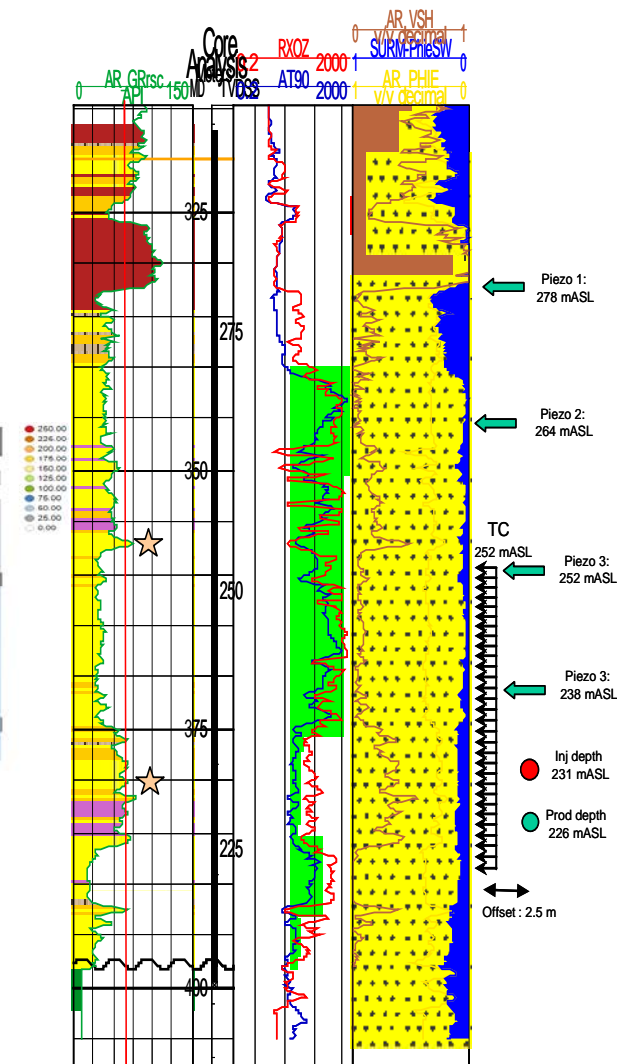 Core
Analysis
AR_GRrsc
0 150
API
MD
TVDSS
RXOZ
0.2 2000
AT90
0.2 2000
AR_VSH
0 1
v/v decimal
SURM-PhieSW
1 0
AR_PHIE
1 0
v/v decimal
325
275
350
250
375
225
400
250.00
225.00
200.00
175.00
150.00
125.00
100.00
75.00
50.00
25.00
0.00
Piezo 1:
278 mASL
Piezo 2:
264 mASL
TC
252 mASL
Piezo 3:
252 mASL
Piezo 3:
238 mASL
Inj depth
231 mASL
Prod depth
226 mASL
Offset : 2.5 m